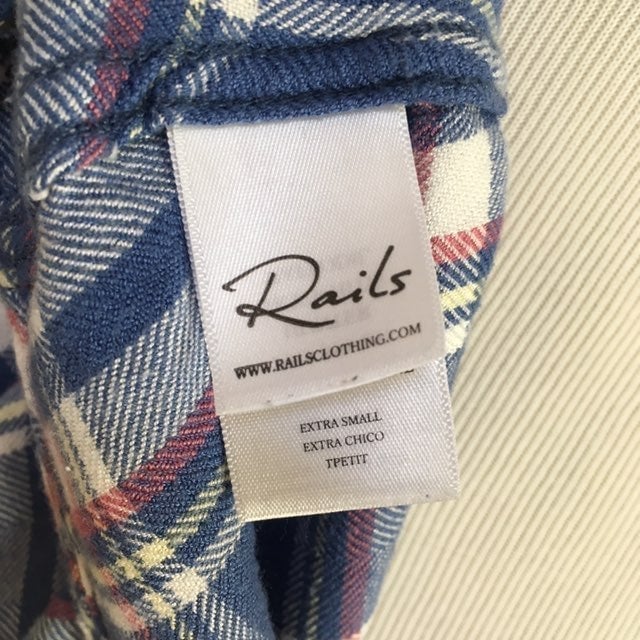 Rails
WWW.RAILSCLOTHING.COM
EXTRA SMALL
EXTRA CHICO
TPETIT